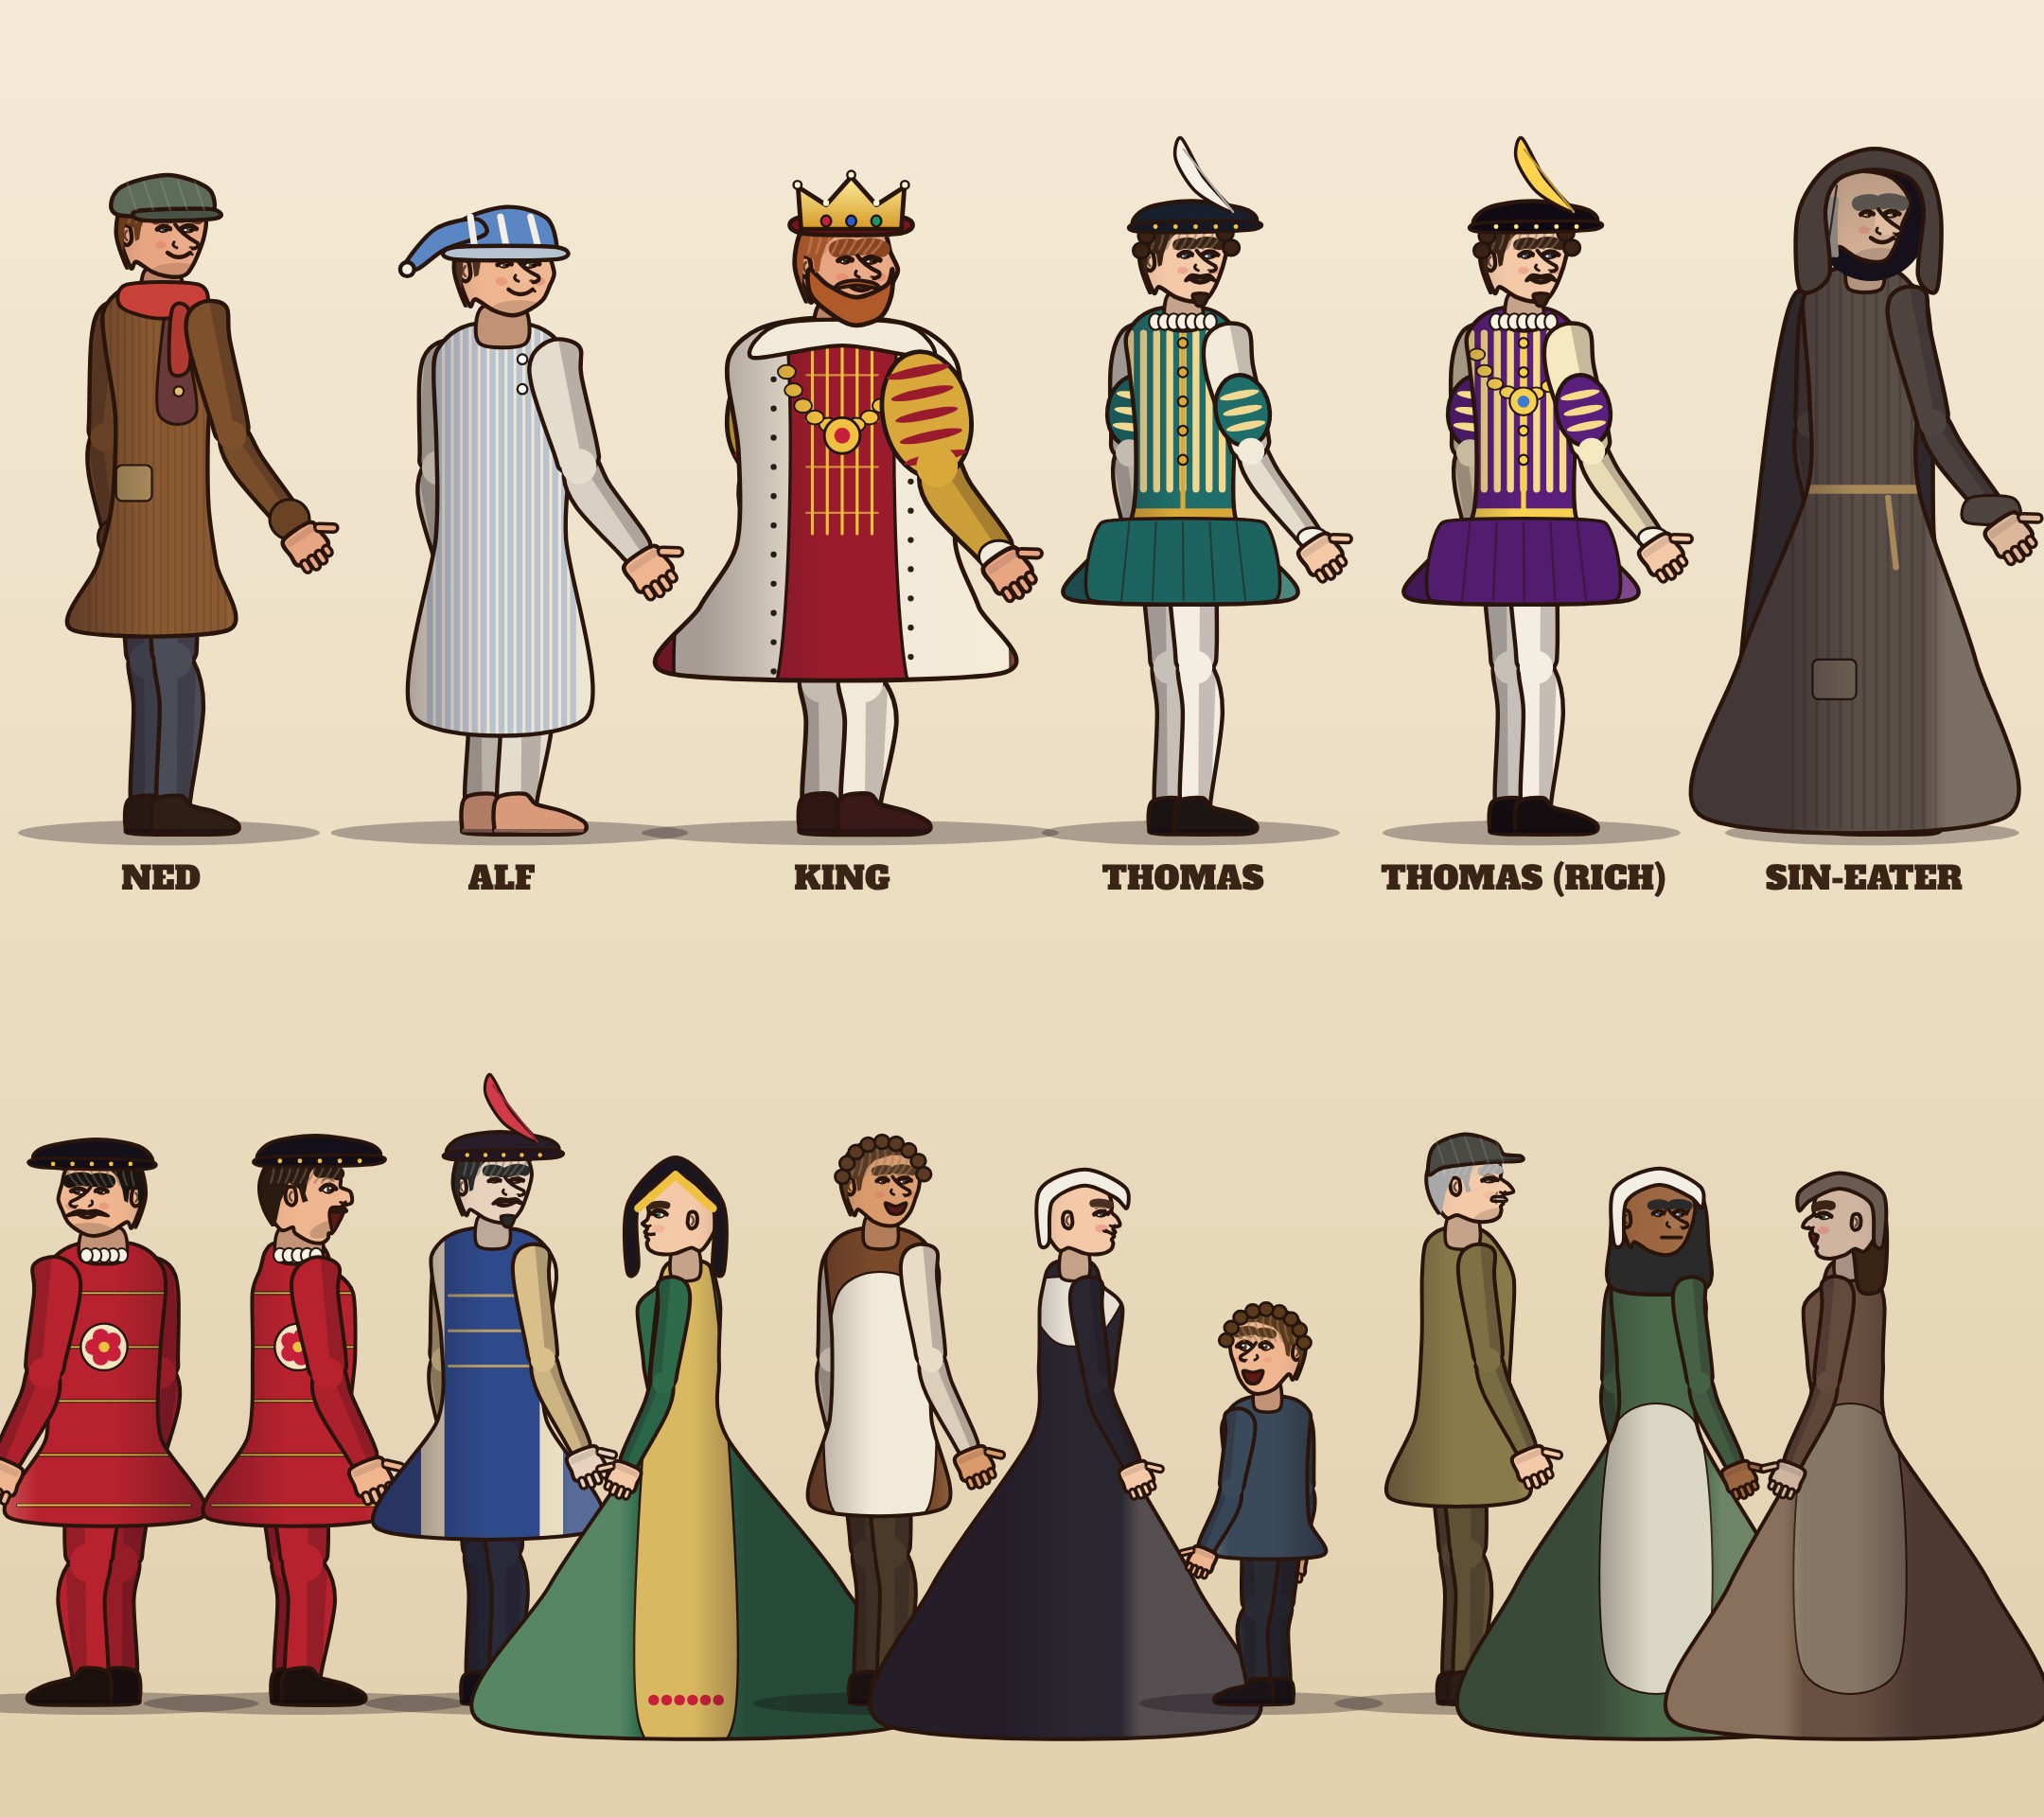 NED
ALF
KING
THOMAS
THOMAS (RICH)
SIN-EATER